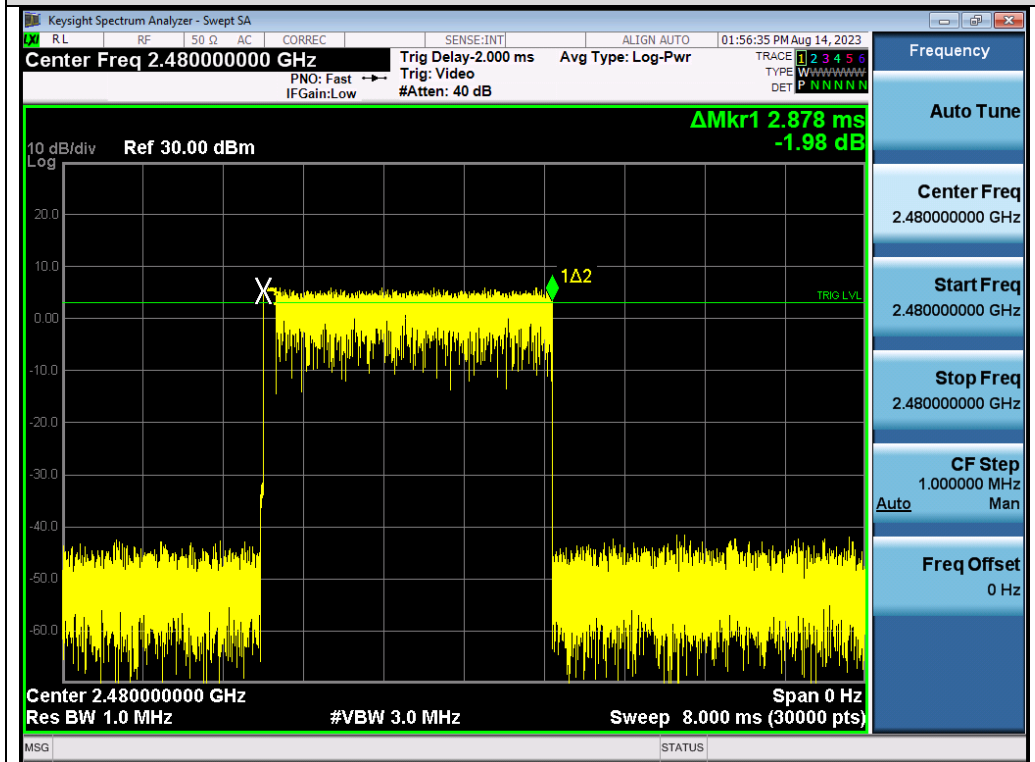 Keysight Spectrum Analyzer - Swept SA
LXI RL RF 50 Ω AC CORREC SENSE:INT ALIGN AUTO 01:56:35 PM Aug 14, 2023
Center Freq 2.480000000 GHz
PNO: Fast
IFGain:Low
Trig Delay-2.000 ms
Trig: Video
#Atten: 40 dB
Avg Type: Log-Pwr
TRACE 1 2 3 4 5 6
TYPE WWWWWWW
DET P N N N N N
ΔMkr1 2.878 ms
-1.98 dB
10 dB/div Ref 30.00 dBm
Log
20.0
10.0
0.00
-10.0
-20.0
-30.0
-40.0
-50.0
-60.0
X
1Δ2
TRIG LVL
Center 2.480000000 GHz Span 0 Hz
Res BW 1.0 MHz #VBW 3.0 MHz Sweep 8.000 ms (30000 pts)
MSG STATUS
Frequency
Auto Tune
Center Freq
2.480000000 GHz
Start Freq
2.480000000 GHz
Stop Freq
2.480000000 GHz
CF Step
1.000000 MHz
Auto Man
Freq Offset
0 Hz